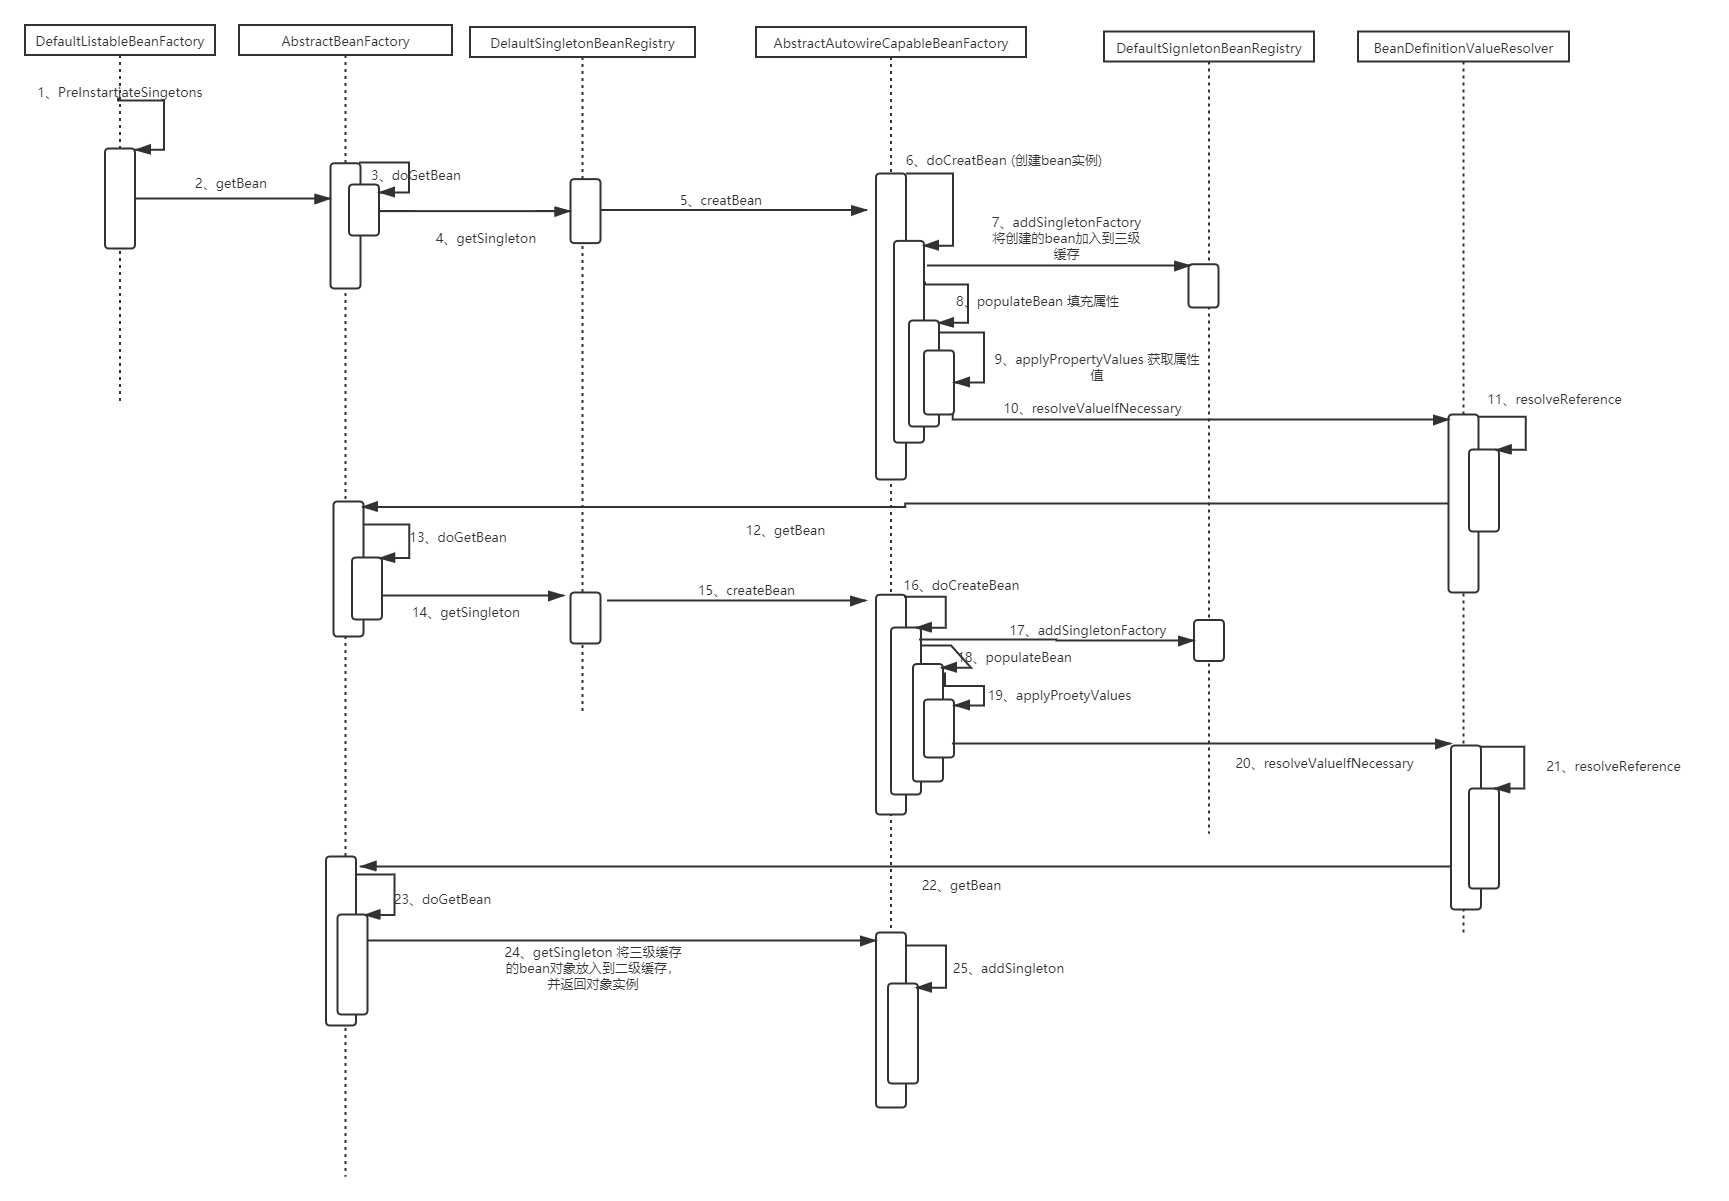 DefaultListableBeanFactory
AbstractBeanFactory
DelaultSingletonBeanRegistry
AbstractAutowireCapableBeanFactory
DefaultSignletonBeanRegistry
BeanDefinitionValueResolver
1、PreInstartiateSingetons
2、getBean
3、doGetBean
4、getSingleton
5、creatBean
6、doCreatBean (创建bean实例)
7、addSingletonFactory
将创建的bean加入到三级
缓存
8、populateBean 填充属性
9、applyPropertyValues 获取属性
值
10、resolveValueIfNecessary
11、resolveReference
12、getBean
13、doGetBean
14、getSingleton
15、createBean
16、doCreateBean
17、addSingletonFactory
18、populateBean
19、applyProetyValues
20、resolveValueIfNecessary
21、resolveReference
22、getBean
23、doGetBean
24、getSingleton 将三级缓存
的bean对象放入到二级缓存，
并返回对象实例
25、addSingleton